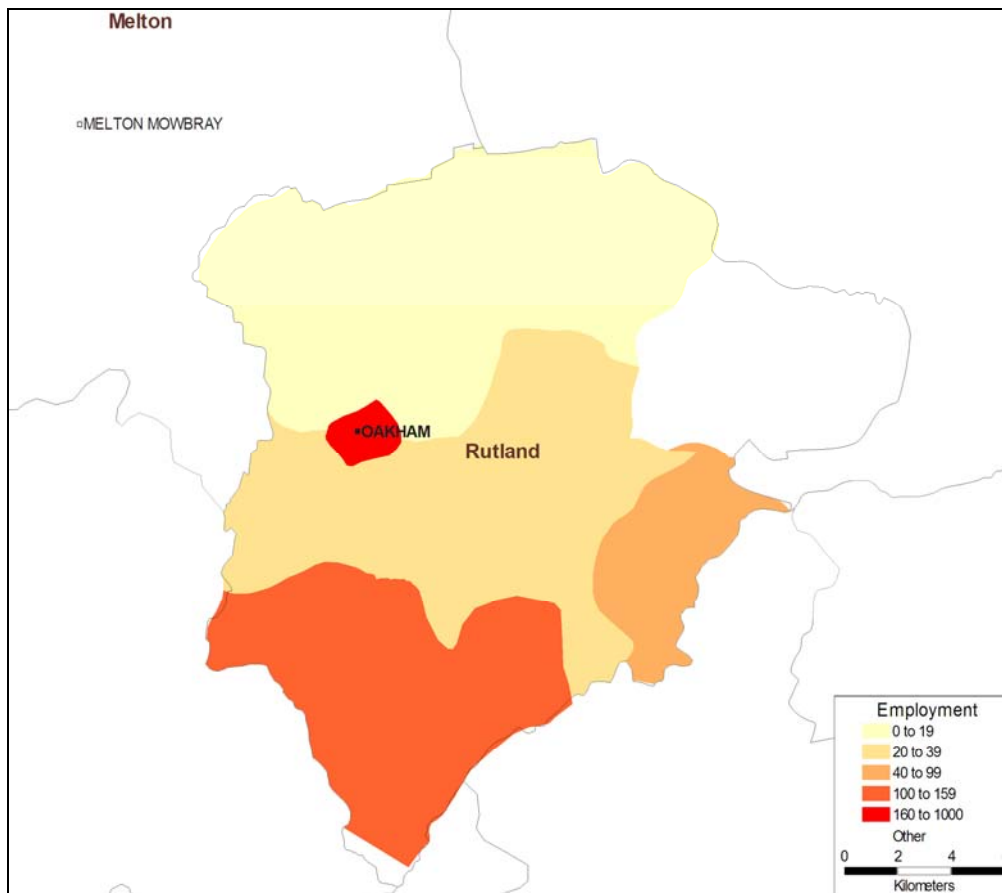 Melton
MELTON MOWBRAY
OAKHAM
Rutland
Employment
0 to 19
20 to 39
40 to 99
100 to 159
160 to 1000
Other
0 2 4
Kilometers